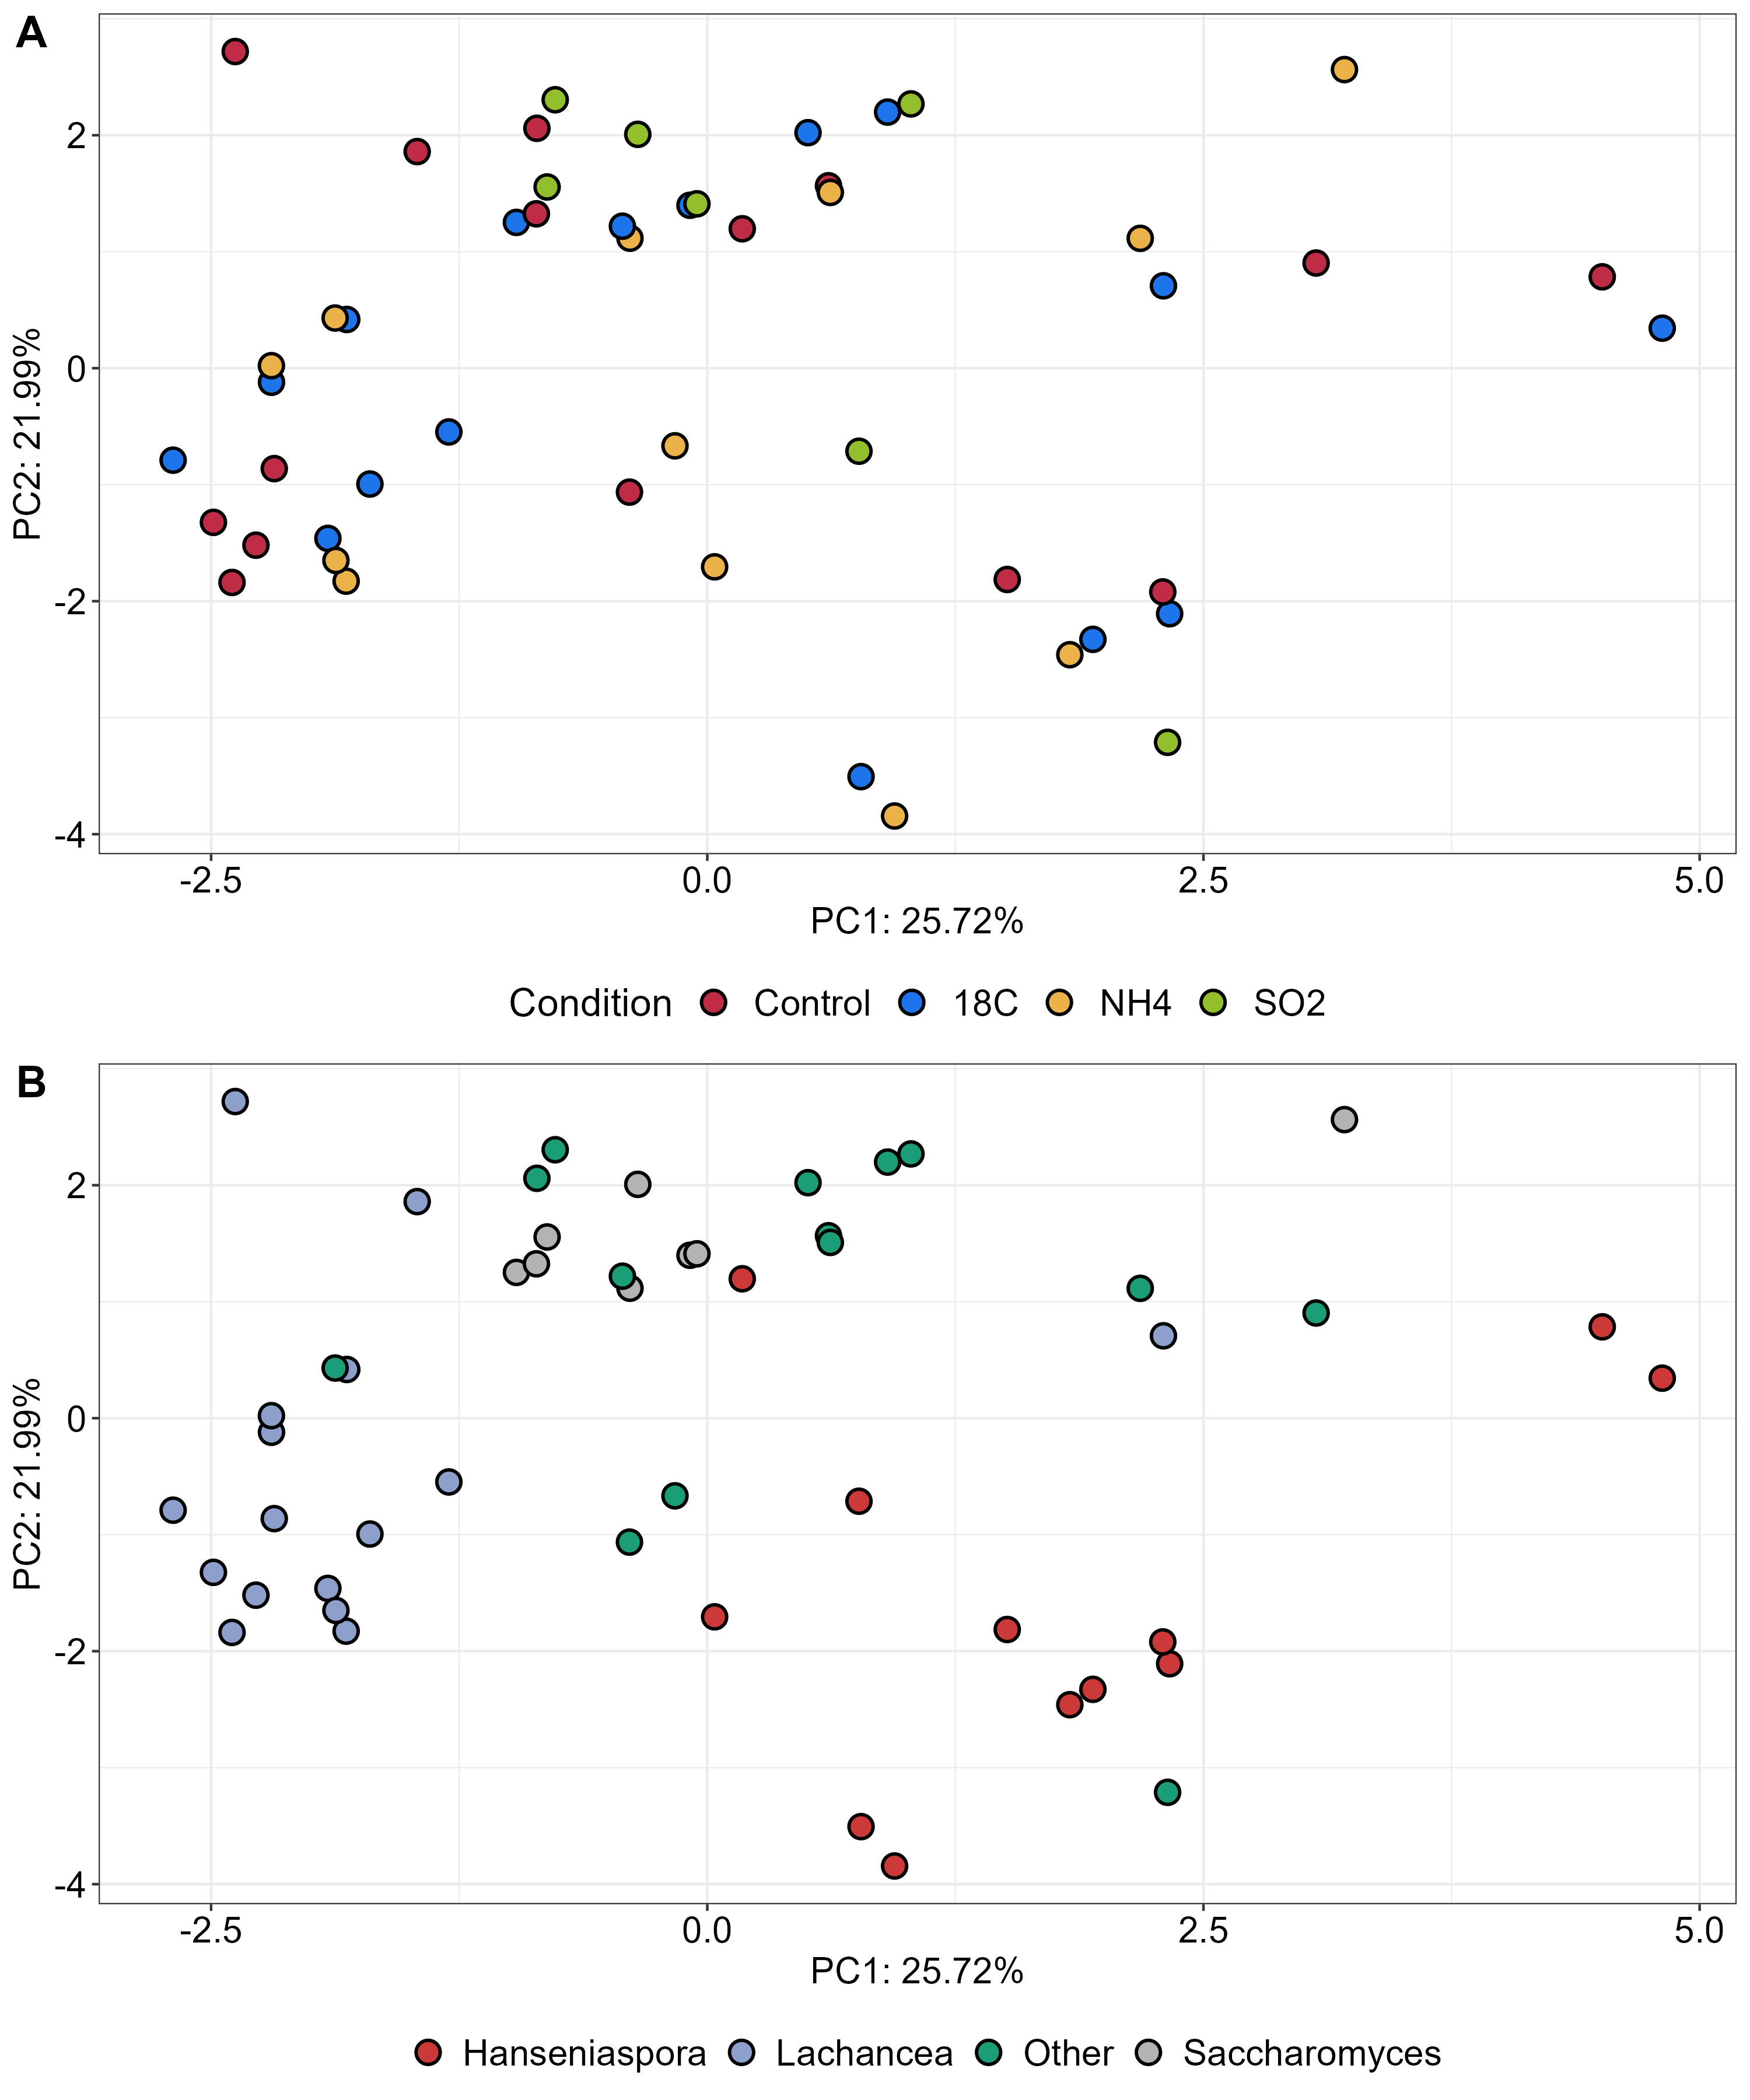 A
2
0
-2
-4
PC2: 21.99%
-2.5 0.0 2.5 5.0
PC1: 25.72%
Condition Control 18C NH4 SO2
B
2
0
-2
-4
PC2: 21.99%
-2.5 0.0 2.5 5.0
PC1: 25.72%
Hanseniaspora Lachancea Other Saccharomyces